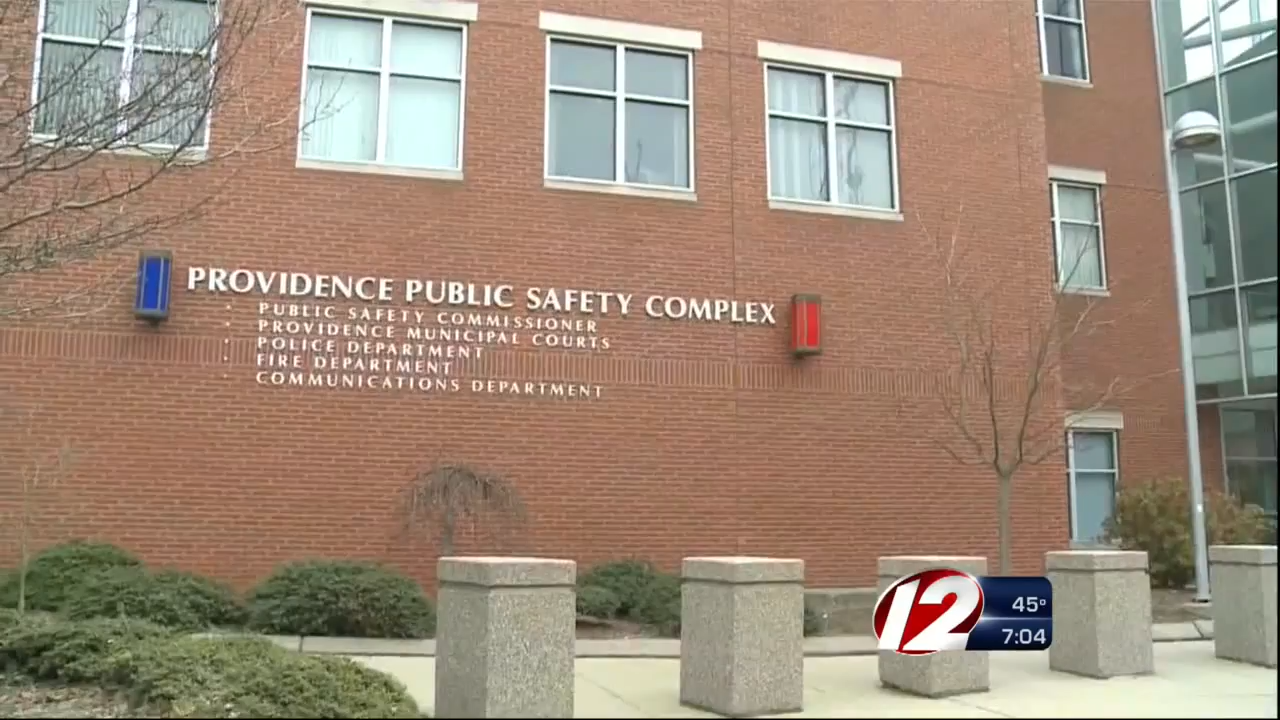 PROVIDENCE PUBLIC SAFETY COMPLEX
· PUBLIC SAFETY COMMISSIONER
· PROVIDENCE MUNICIPAL COURTS
· POLICE DEPARTMENT
· FIRE DEPARTMENT
· COMMUNICATIONS DEPARTMENT
12
45°
7:04